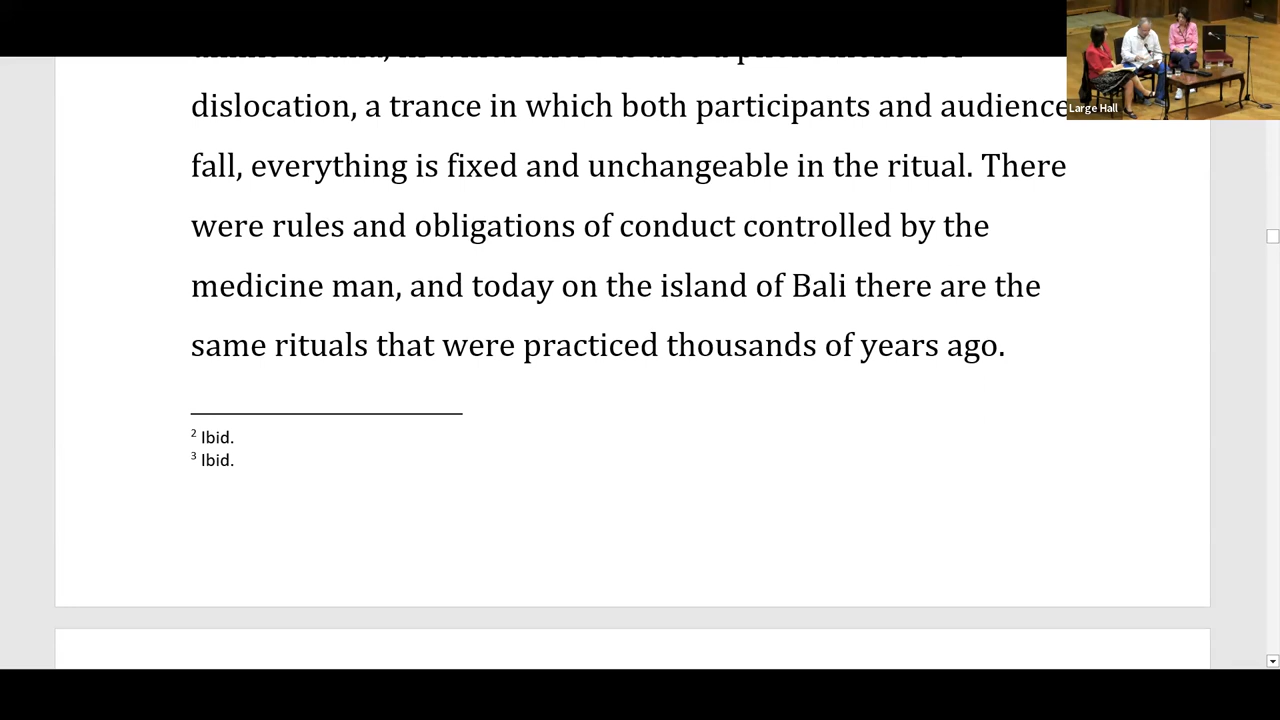 dislocation, a trance in which both participants and audience
fall, everything is fixed and unchangeable in the ritual. There
were rules and obligations of conduct controlled by the
medicine man, and today on the island of Bali there are the
same rituals that were practiced thousands of years ago.
2 Ibid.
3 Ibid.
Large Hall